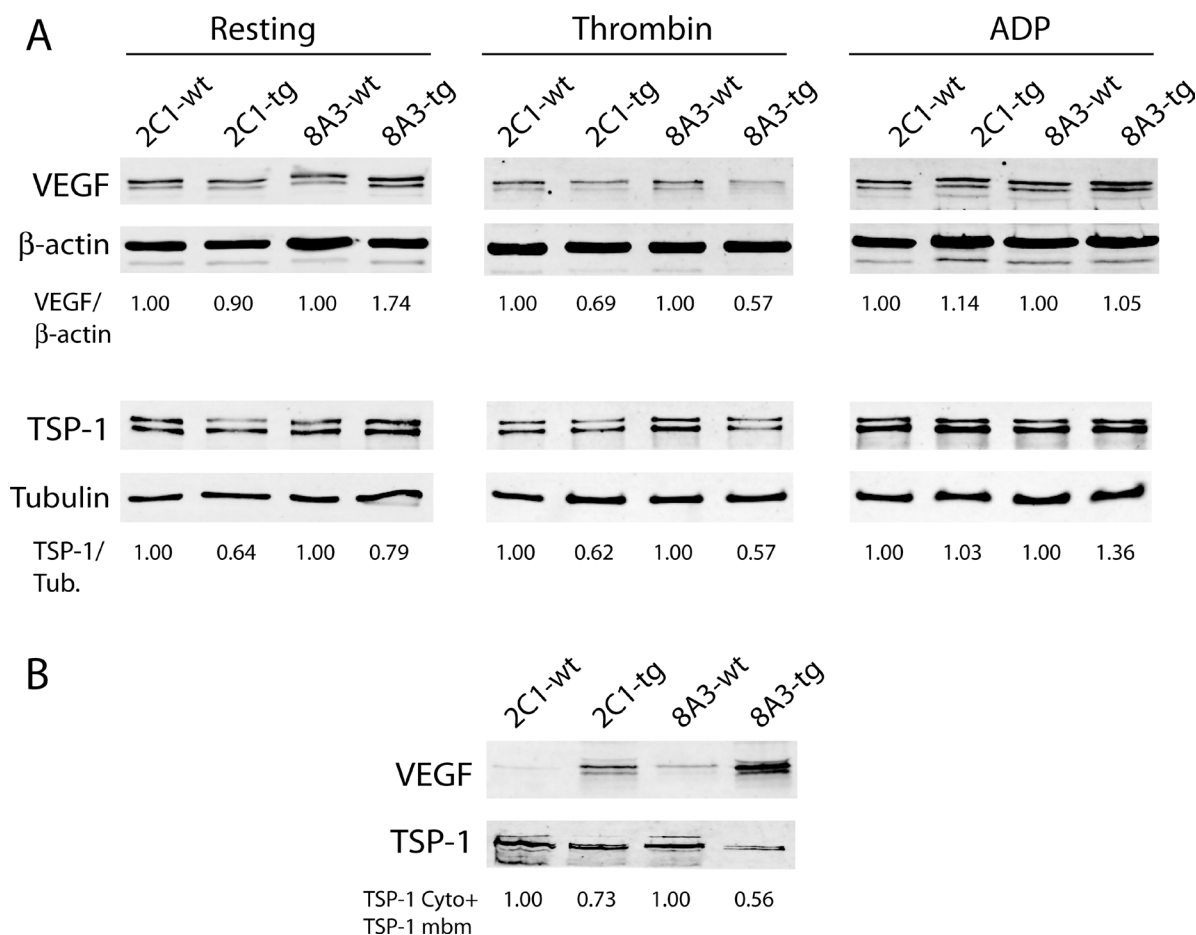 A
Resting Thrombin ADP
2C1-wt 2C1-tg 8A3-wt 8A3-tg 2C1-wt 2C1-tg 8A3-wt 8A3-tg 2C1-wt 2C1-tg 8A3-wt 8A3-tg
VEGF
β-actin
VEGF/ 1.00 0.90 1.00 1.74 1.00 0.69 1.00 0.57 1.00 1.14 1.00 1.05
β-actin
TSP-1
Tubulin
TSP-1/ 1.00 0.64 1.00 0.79 1.00 0.62 1.00 0.57 1.00 1.03 1.00 1.36
Tub.
B
2C1-wt 2C1-tg 8A3-wt 8A3-tg
VEGF
TSP-1
TSP-1 Cyto+ 1.00 0.73 1.00 0.56
TSP-1 mbm